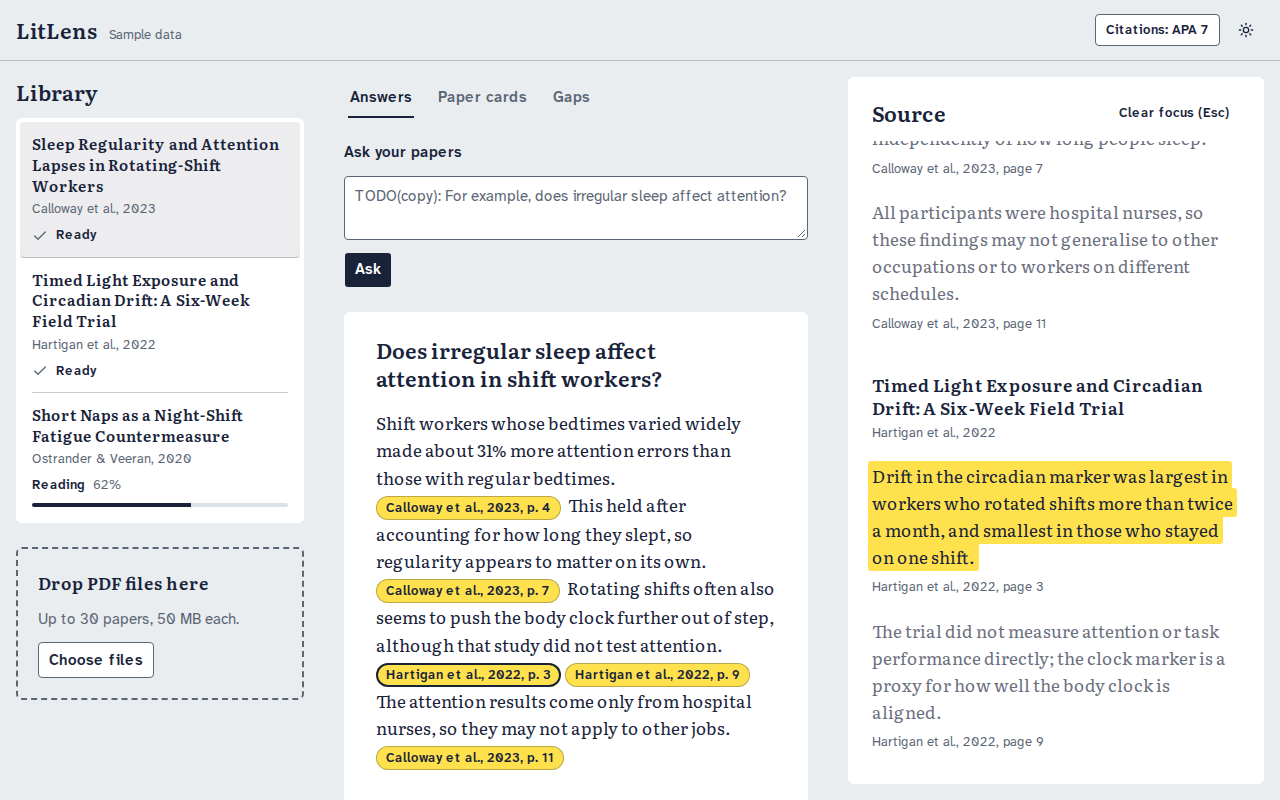 LitLens Sample data
Citations: APA 7
Library
Sleep Regularity and Attention
Lapses in Rotating-Shift
Workers
Calloway et al., 2023
Ready
Timed Light Exposure and
Circadian Drift: A Six-Week
Field Trial
Hartigan et al., 2022
Ready
Short Naps as a Night-Shift
Fatigue Countermeasure
Ostrander & Veeran, 2020
Reading 62%
Drop PDF files here
Up to 30 papers, 50 MB each.
Choose files
Answers Paper cards Gaps
Ask your papers
TODO(copy): For example, does irregular sleep affect attention?
Ask
Does irregular sleep affect
attention in shift workers?
Shift workers whose bedtimes varied widely
made about 31% more attention errors than
those with regular bedtimes.
Calloway et al., 2023, p. 4 This held after
accounting for how long they slept, so
regularity appears to matter on its own.
Calloway et al., 2023, p. 7 Rotating shifts often also
seems to push the body clock further out of step,
although that study did not test attention.
Hartigan et al., 2022, p. 3 Hartigan et al., 2022, p. 9
The attention results come only from hospital
nurses, so they may not apply to other jobs.
Calloway et al., 2023, p. 11
Source
Clear focus (Esc)
independently of how long people sleep.
Calloway et al., 2023, page 7
All participants were hospital nurses, so
these findings may not generalise to other
occupations or to workers on different
schedules.
Calloway et al., 2023, page 11
Timed Light Exposure and Circadian
Drift: A Six-Week Field Trial
Hartigan et al., 2022
Drift in the circadian marker was largest in
workers who rotated shifts more than twice
a month, and smallest in those who stayed
on one shift.
Hartigan et al., 2022, page 3
The trial did not measure attention or task
performance directly; the clock marker is a
proxy for how well the body clock is
aligned.
Hartigan et al., 2022, page 9